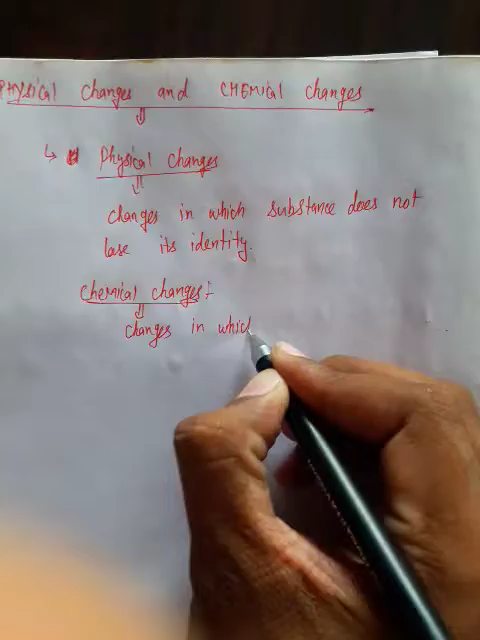 PHysical changes and CHEMical changes
⇓
↳ Physical changes
⇓
changes in which substance does not
lose its identity.
chemical changes:-
⇓
changes in whic